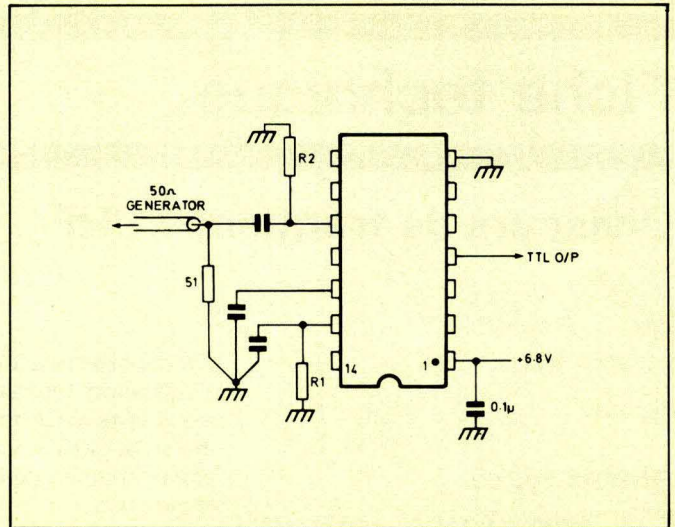 R2
50Ω
GENERATOR
TTL O/P
51
14
1
+6·8V
R1
0.1μ